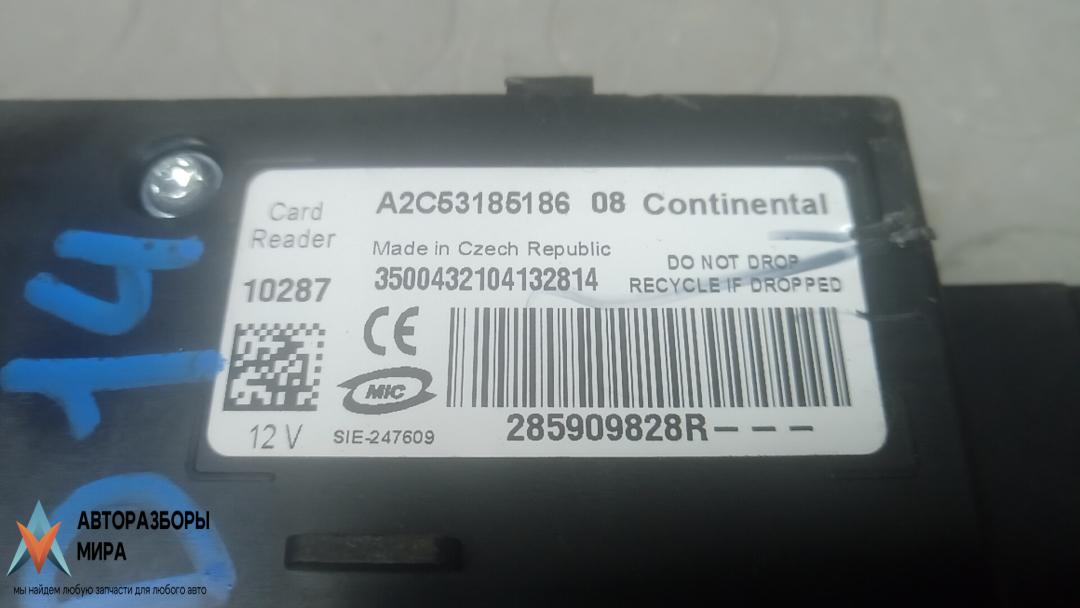 A2C53185186 08 Continental
Card
Reader
Made in Czech Republic
DO NOT DROP
10287
3500432104132814
RECYCLE IF DROPPED
CE
MIC
12 V
SIE-247609
285909828R---
D 14
АВТОРАЗБОРЫ
МИРА
мы найдем любую запчасти для любого авто